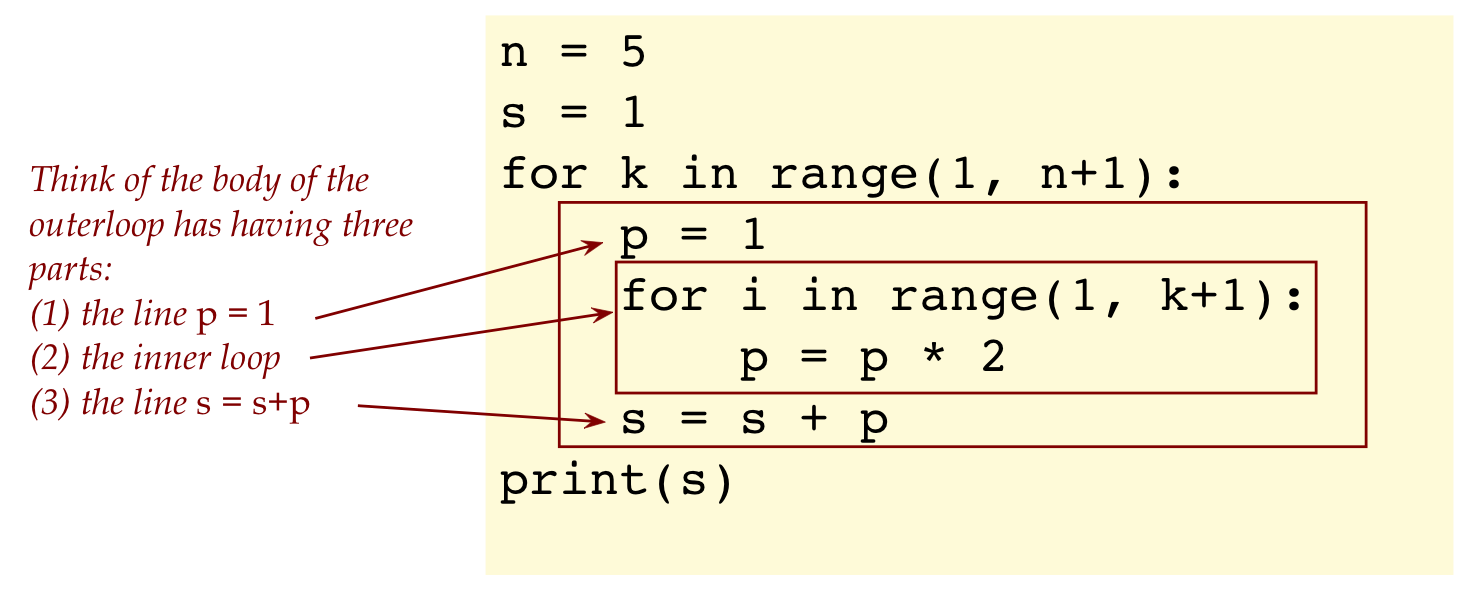 Think of the body of the
outerloop has having three
parts:
(1) the line p = 1
(2) the inner loop
(3) the line s = s+p
n = 5
s = 1
for k in range(1, n+1):
    p = 1
    for i in range(1, k+1):
        p = p * 2
    s = s + p
print(s)